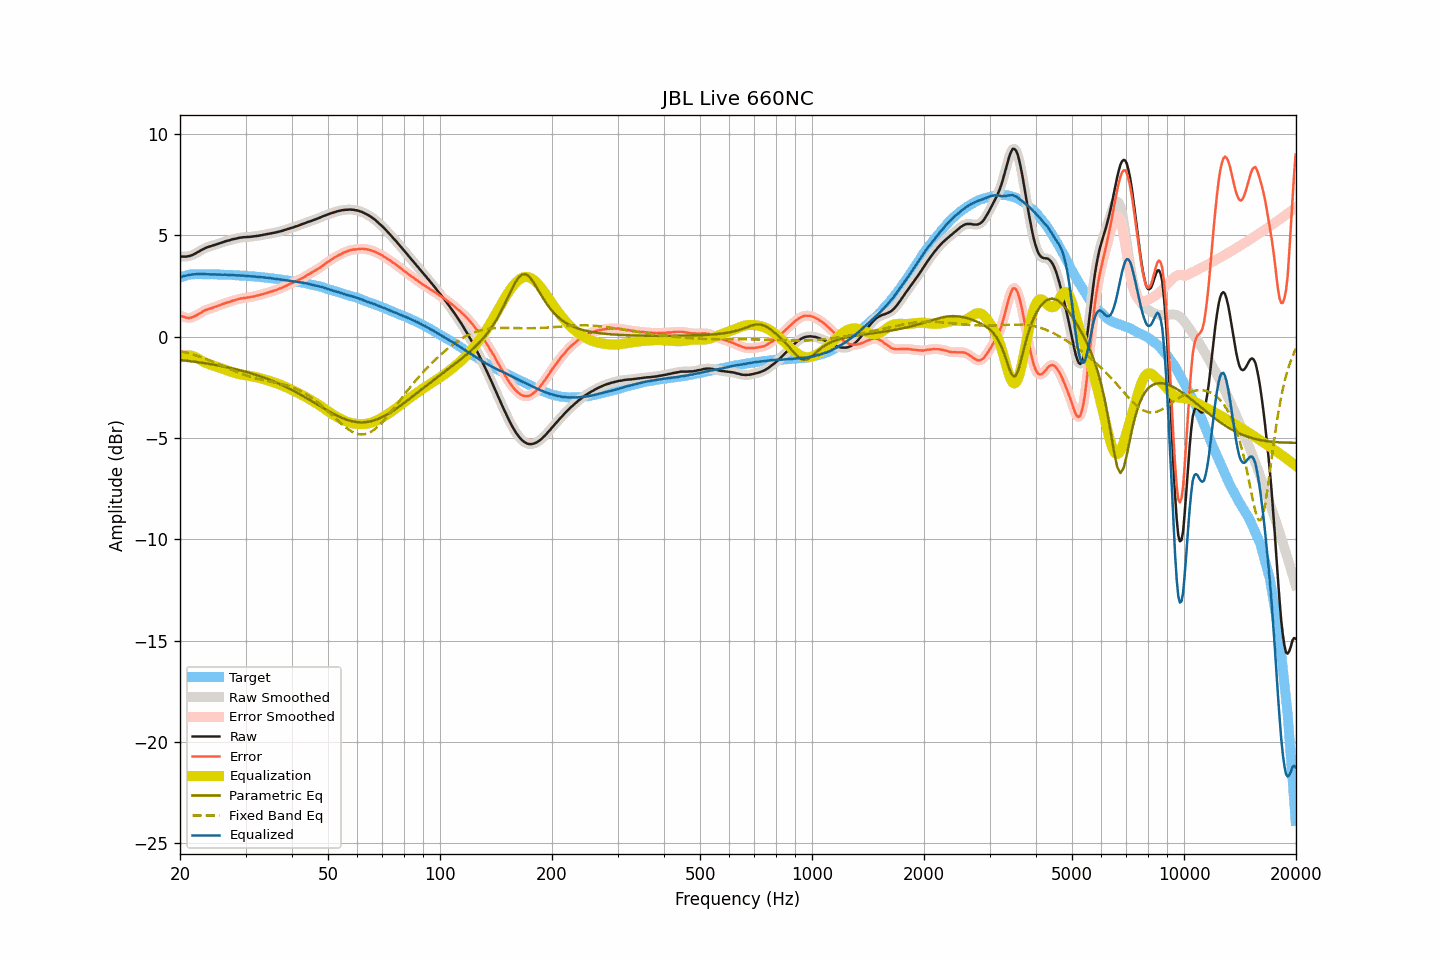 JBL Live 660NC
Amplitude (dBr)
10
5
0
−5
−10
−15
−20
−25
Target
Raw Smoothed
Error Smoothed
Raw
Error
Equalization
Parametric Eq
Fixed Band Eq
Equalized
20 50 100 200 500 1000 2000 5000 10000 20000
Frequency (Hz)